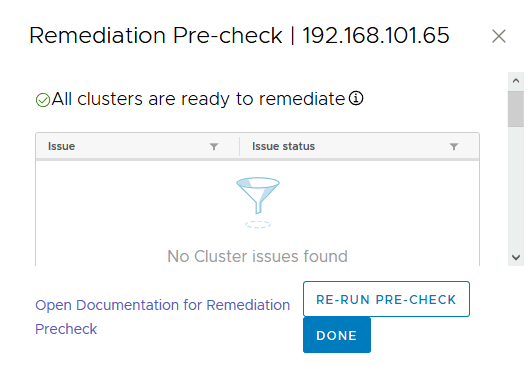 Remediation Pre-check | 192.168.101.65
All clusters are ready to remediate
Issue
Issue status
No Cluster issues found
Open Documentation for Remediation
Precheck
RE-RUN PRE-CHECK
DONE